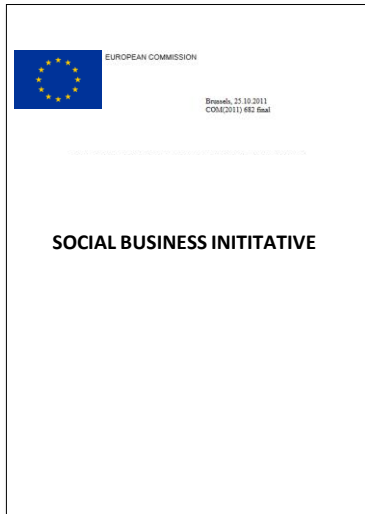 EUROPEAN COMMISSION
Brussels, 25.10.2011
COM(2011) 682 final
SOCIAL BUSINESS INITITATIVE